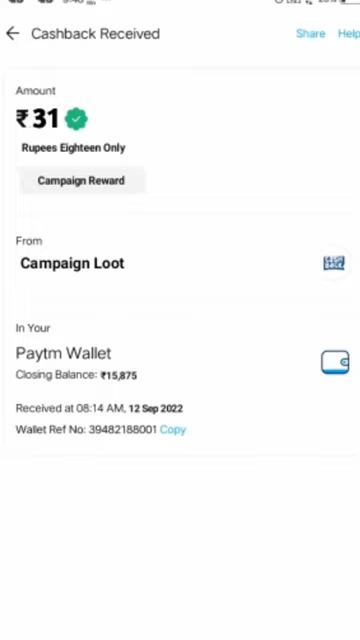 Cashback Received Share Help
Amount
₹31
Rupees Eighteen Only
Campaign Reward
From
Campaign Loot
In Your
Paytm Wallet
Closing Balance: ₹15,875
Received at 08:14 AM, 12 Sep 2022
Wallet Ref No: 39482188001 Copy